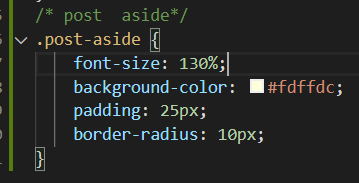 /* post  aside*/
.post-aside {
    font-size: 130%;
    background-color: #fdffdc;
    padding: 25px;
    border-radius: 10px;
}